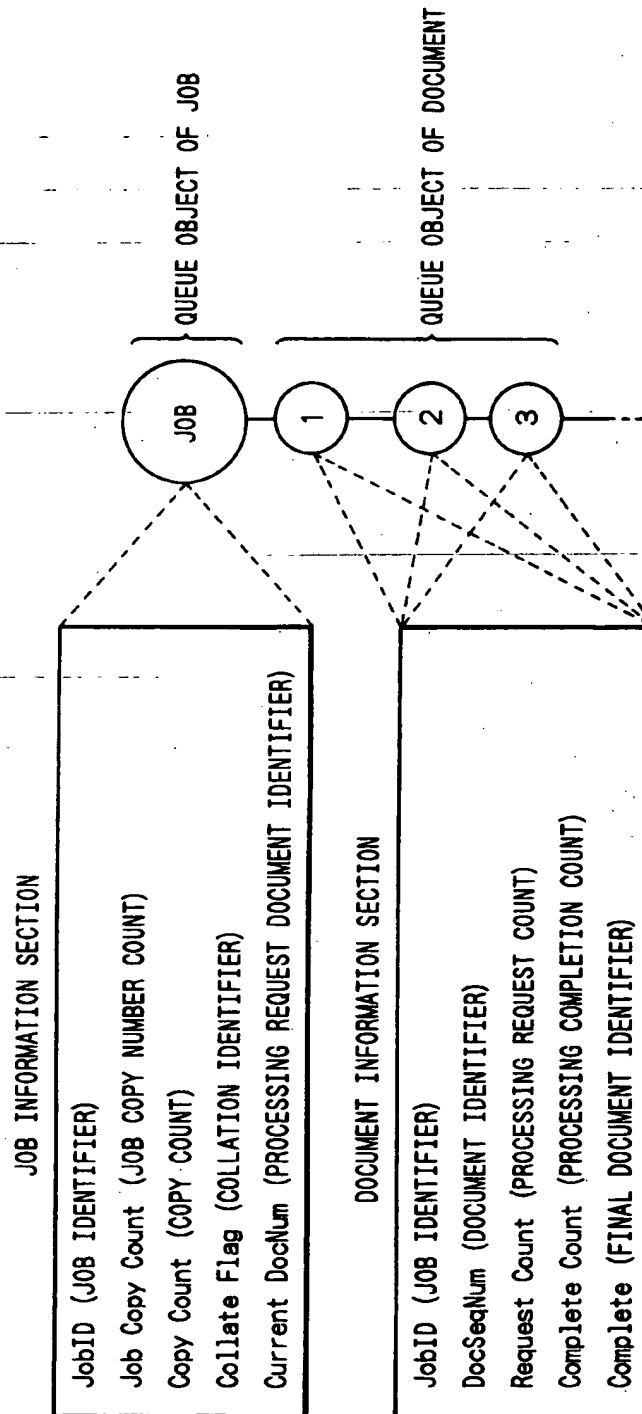 JOB INFORMATION SECTION
JobID (JOB IDENTIFIER)
Job Copy Count (JOB COPY NUMBER COUNT)
Copy Count (COPY COUNT)
Collate Flag (COLLATION IDENTIFIER)
Current DocNum (PROCESSING REQUEST DOCUMENT IDENTIFIER)
DOCUMENT INFORMATION SECTION
JobID (JOB IDENTIFIER)
DocSeqNum (DOCUMENT IDENTIFIER)
Request Count (PROCESSING REQUEST COUNT)
Complete Count (PROCESSING COMPLETION COUNT)
Complete (FINAL DOCUMENT IDENTIFIER)
JOB
1
2
3
QUEUE OBJECT OF JOB
QUEUE OBJECT OF DOCUMENT